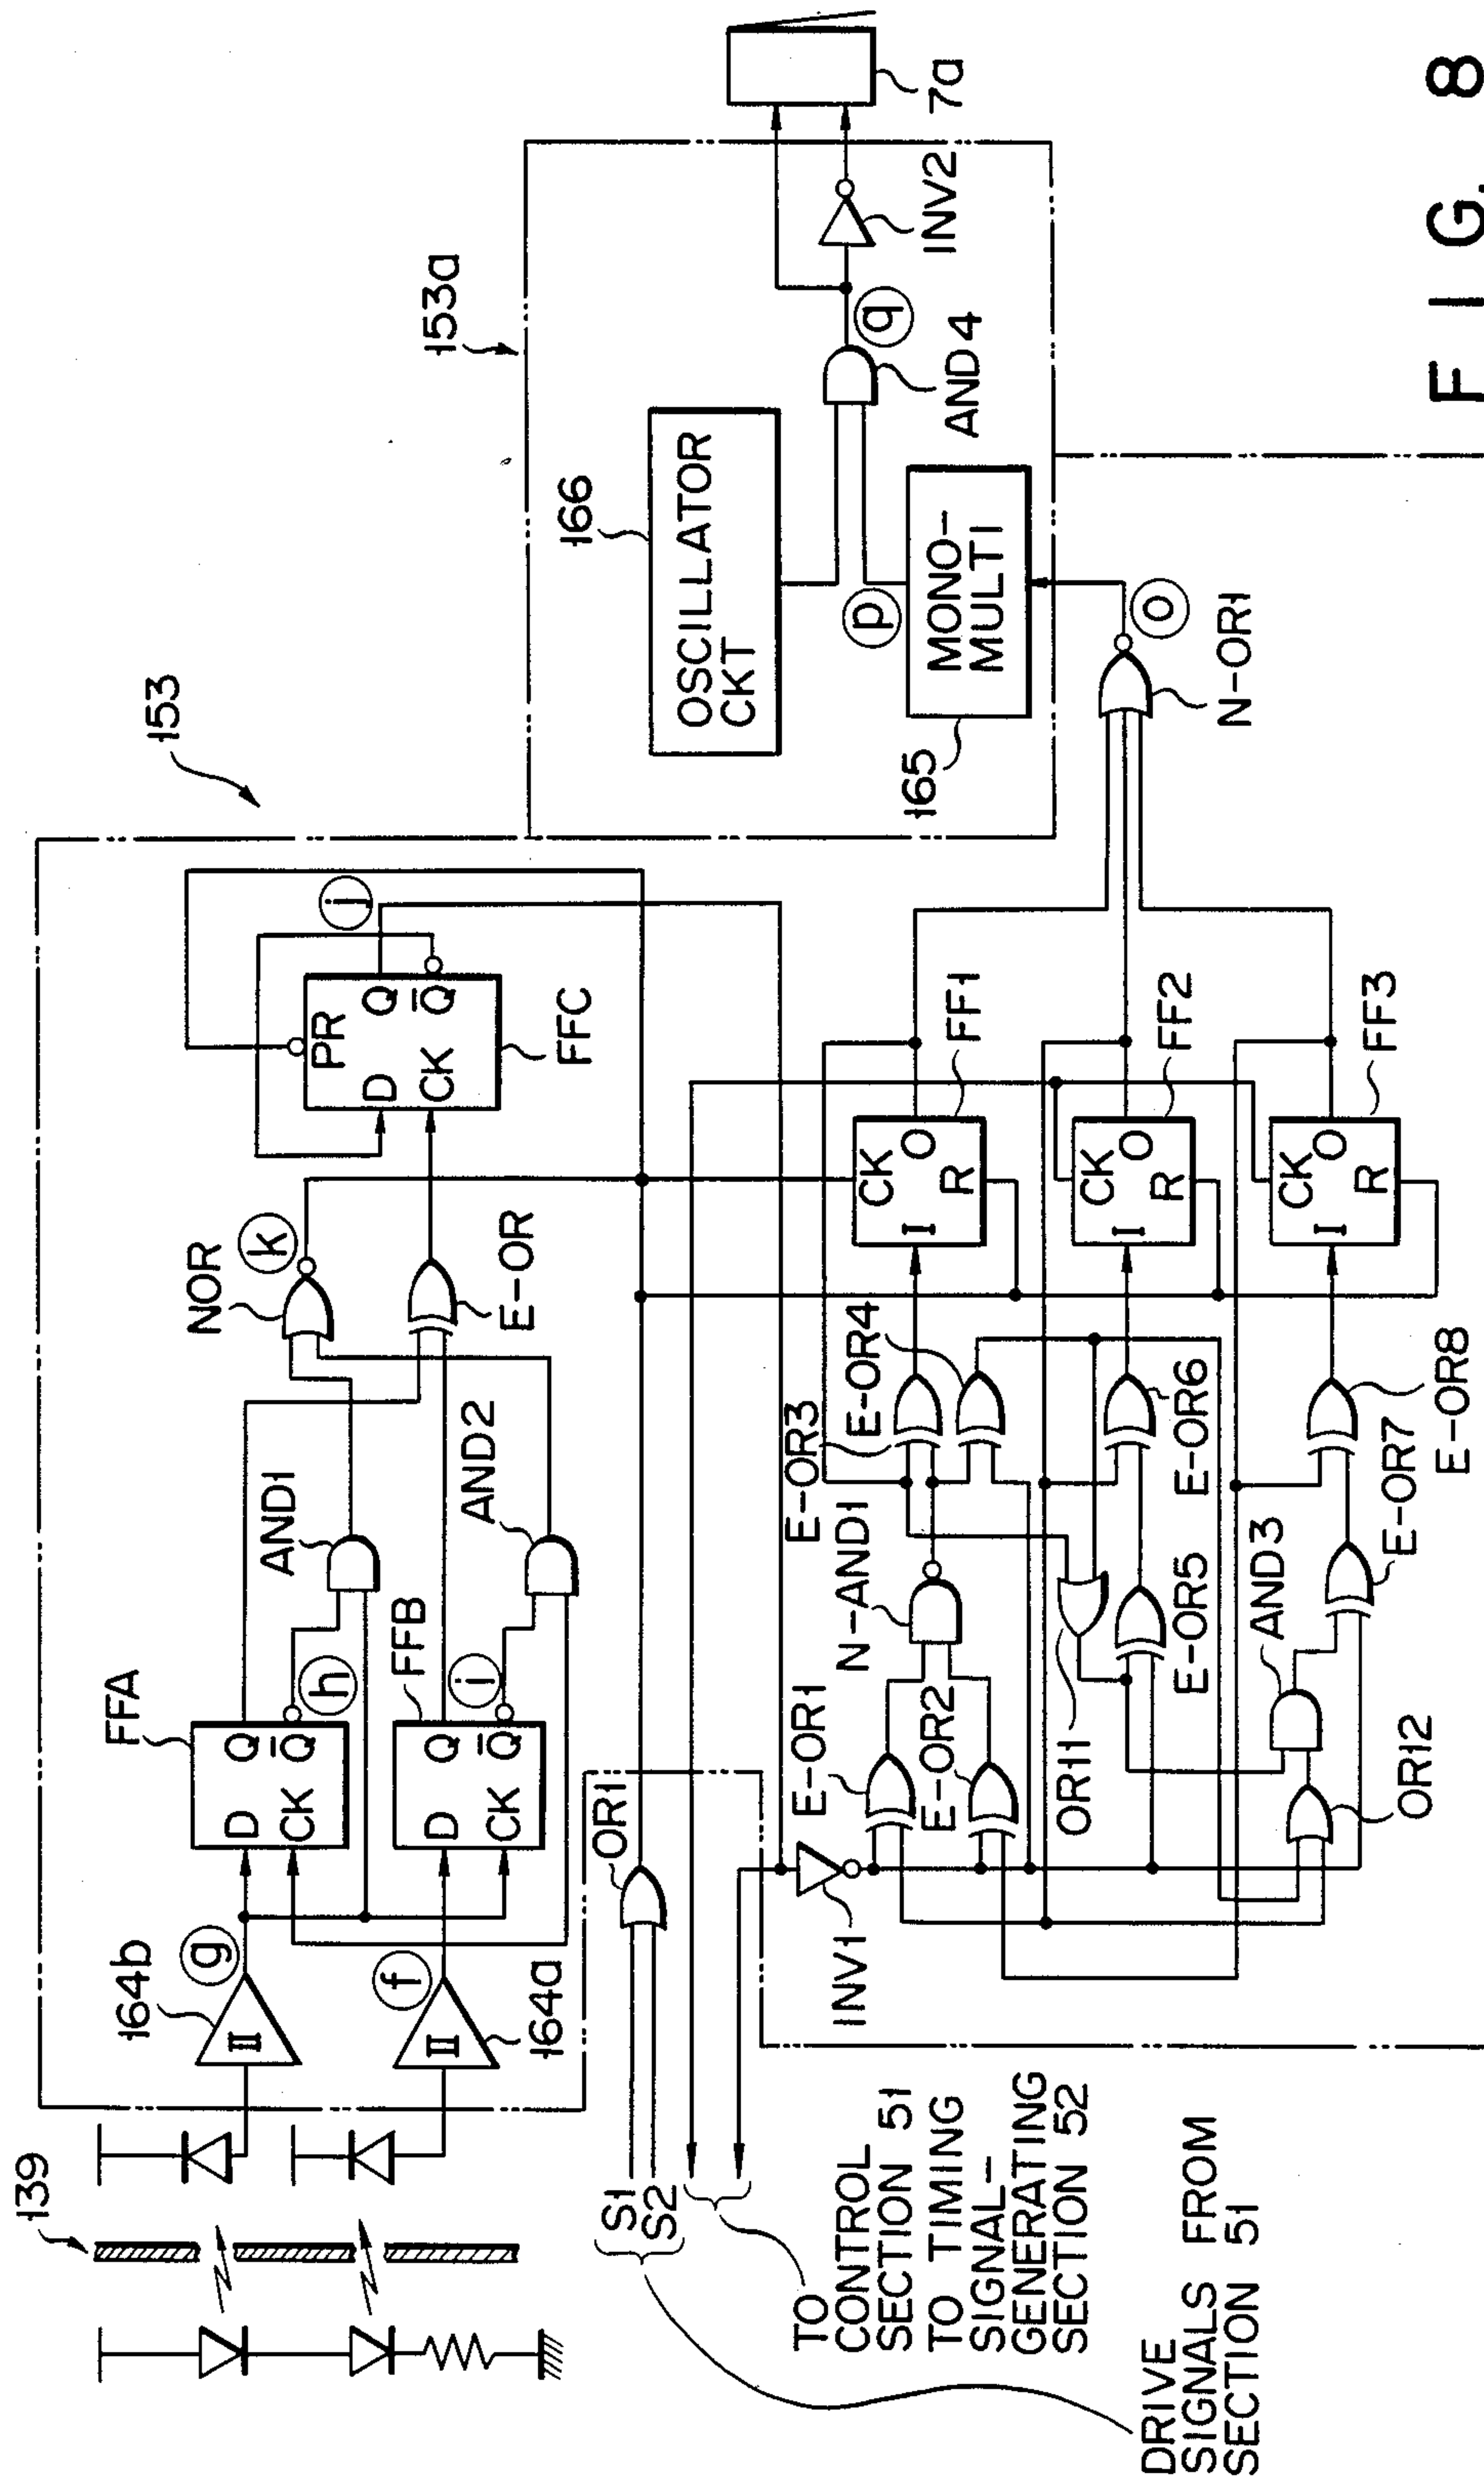 139
164b
g
164a
f
II
II
FFA
D
Q
CK
Q̅
h
FFB
D
Q
CK
Q̅
i
AND1
AND2
NOR
k
E-OR
PR
D
Q
CK
Q̅
j
FFC
153
153a
166
OSCILLATOR
CKT
p
MONO-
MULTI
165
q
AND4
INV2
7a
S1
S2
OR1
TO
CONTROL
SECTION 51
TO TIMING
SIGNAL-
GENERATING
SECTION 52
DRIVE
SIGNALS FROM
SECTION 51
INV1
E-OR1
E-OR2
N-AND1
E-OR3
E-OR4
OR11
E-OR5
E-OR6
AND3
OR12
E-OR7
E-OR8
CK
I
O
R
FF1
CK
I
O
R
FF2
CK
I
O
R
FF3
o
N-OR1
FIG. 8